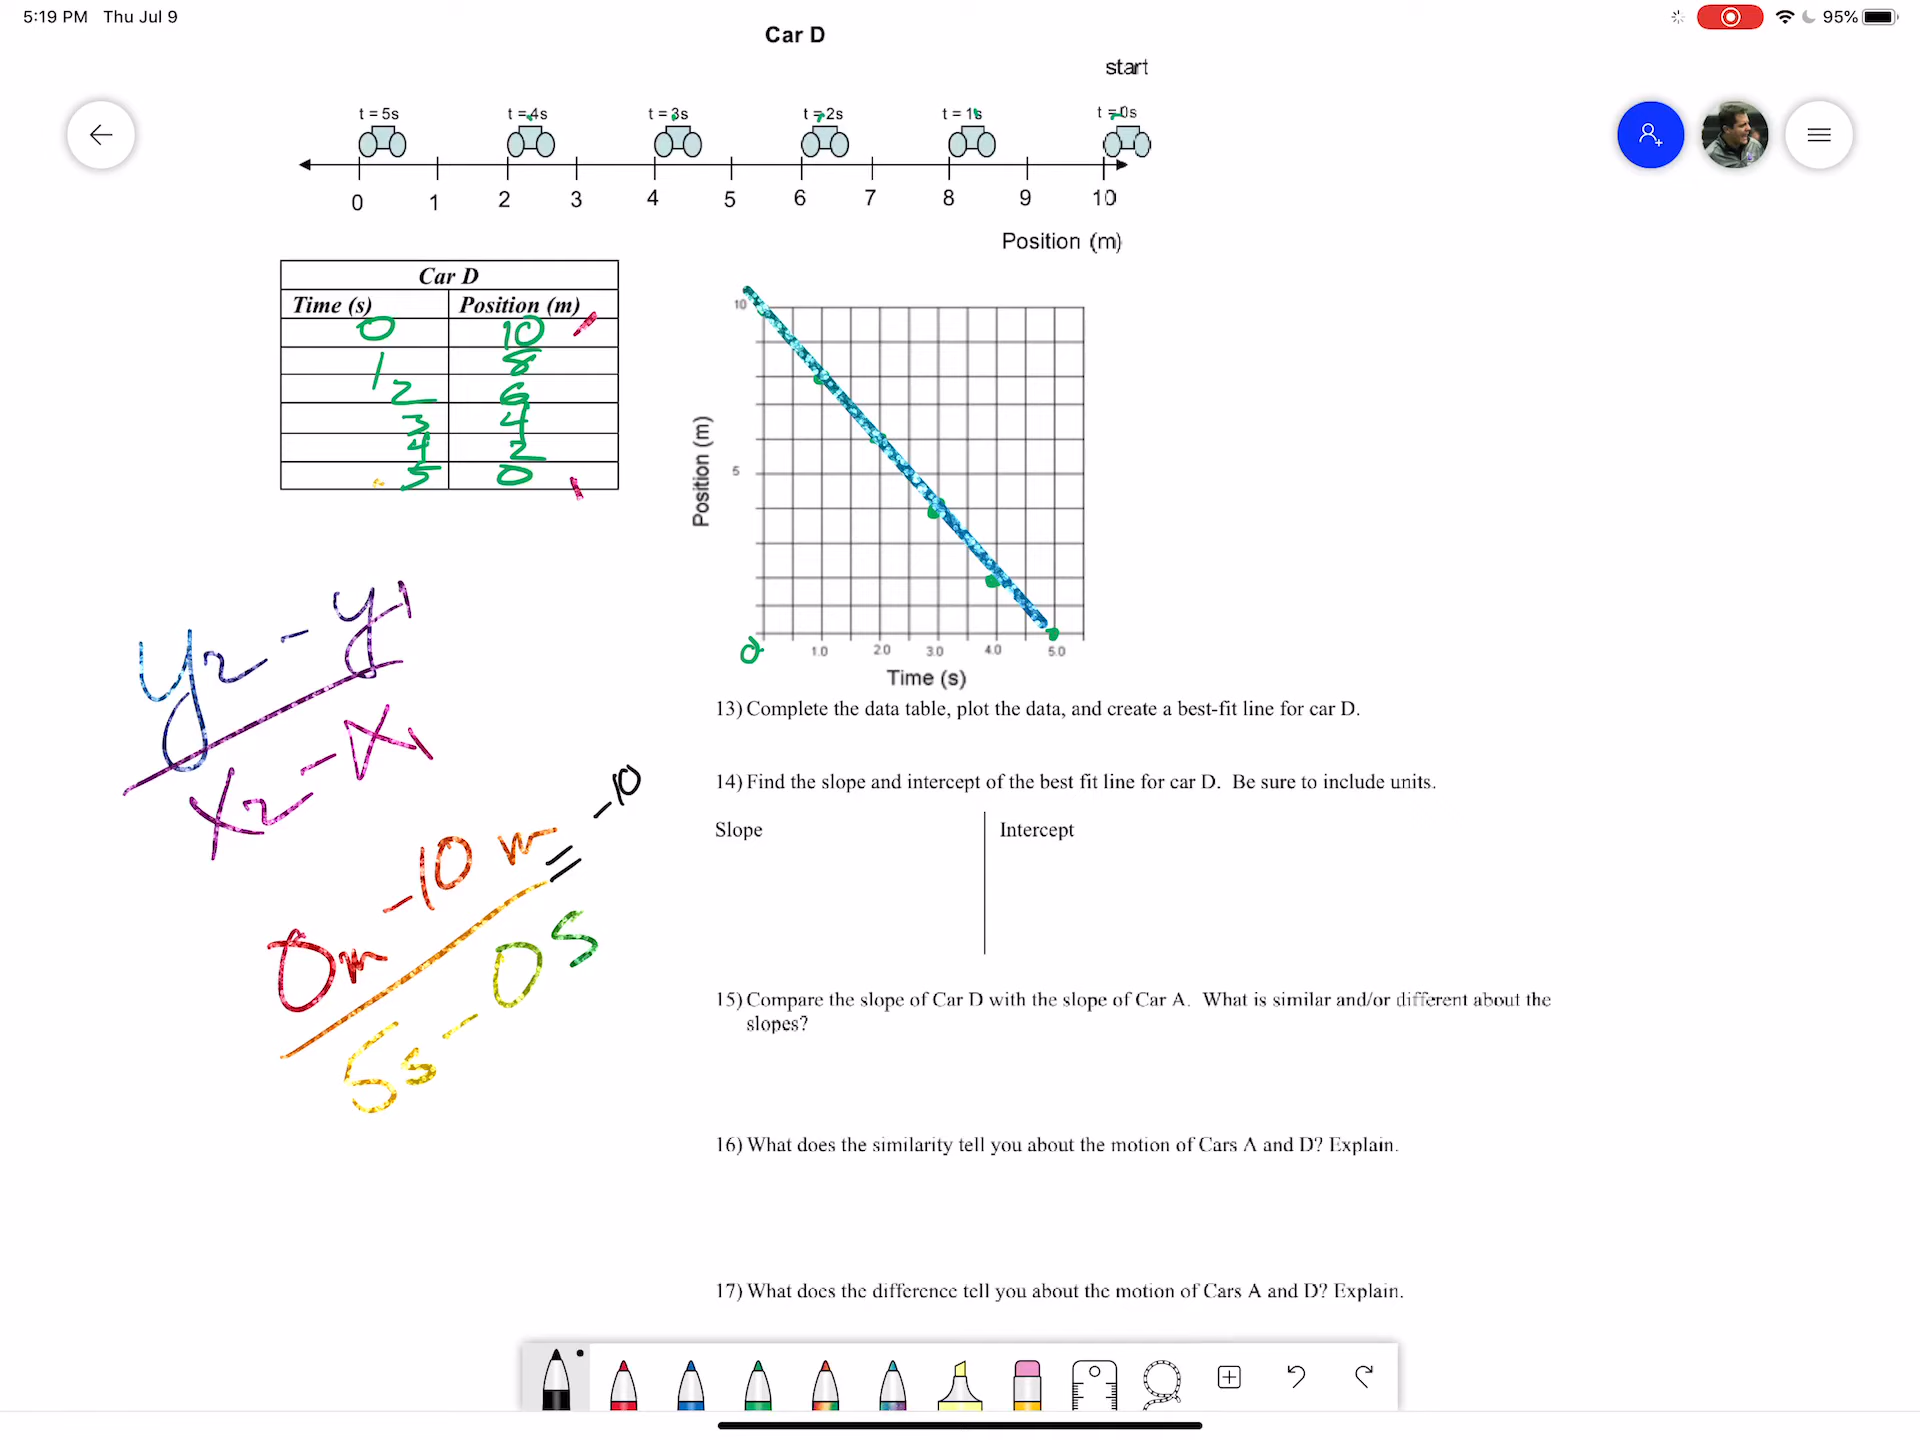 5:19 PM Thu Jul 9
95%
Car D
start
t = 5s t = 4s t = 3s t = 2s t = 1s t = 0s
0 1 2 3 4 5 6 7 8 9 10
Position (m)
Car D
Time (s) Position (m)
0 10
1 8
2 6
3 4
4 2
5 0
10
5
Position (m)
0 1.0 2.0 3.0 4.0 5.0
Time (s)
y2 - y1
x2 - x1
0m - 10 m = -10
5s - 0s
13) Complete the data table, plot the data, and create a best-fit line for car D.
14) Find the slope and intercept of the best fit line for car D. Be sure to include units.
Slope Intercept
15) Compare the slope of Car D with the slope of Car A. What is similar and/or different about the
slopes?
16) What does the similarity tell you about the motion of Cars A and D? Explain.
17) What does the difference tell you about the motion of Cars A and D? Explain.